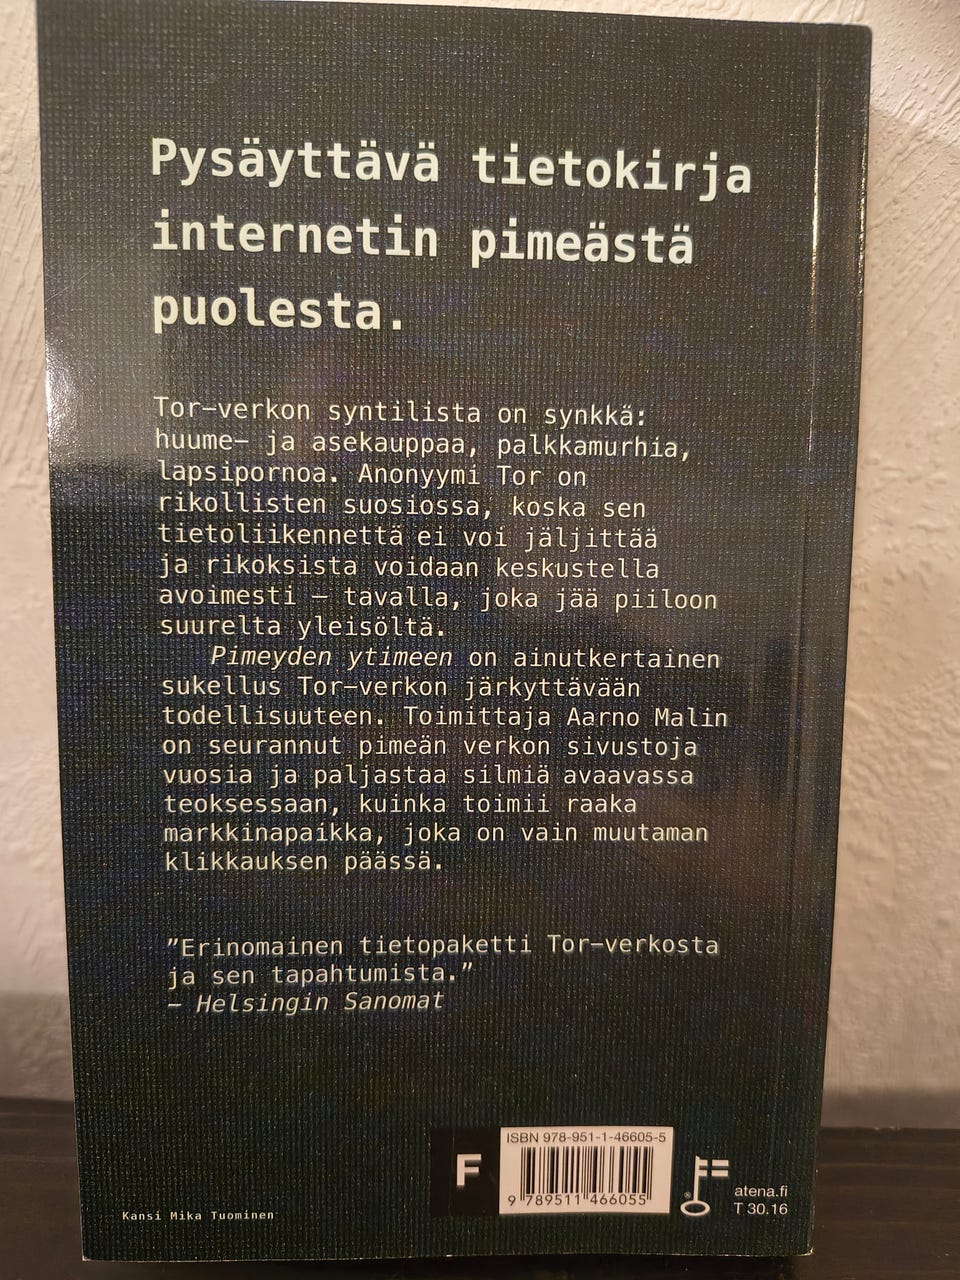 Pysäyttävä tietokirja
internetin pimeästä
puolesta.
Tor–verkon syntilista on synkkä:
huume– ja asekauppaa, palkkamurhia,
lapsipornoa. Anonyymi Tor on
rikollisten suosiossa, koska sen
tietoliikennettä ei voi jäljittää
ja rikoksista voidaan keskustella
avoimesti – tavalla, joka jää piiloon
suurelta yleisöltä.
Pimeyden ytimeen on ainutkertainen
sukellus Tor–verkon järkyttävään
todellisuuteen. Toimittaja Aarno Malin
on seurannut pimeän verkon sivustoja
vuosia ja paljastaa silmiä avaavassa
teoksessaan, kuinka toimii raaka
markkinapaikka, joka on vain muutaman
klikkauksen päässä.
”Erinomainen tietopaketti Tor–verkosta
ja sen tapahtumista.”
– Helsingin Sanomat
ISBN 978-951-1-46605-5
F
9 789511 466055
®
atena.fi
T 30.16
Kansi Mika Tuominen